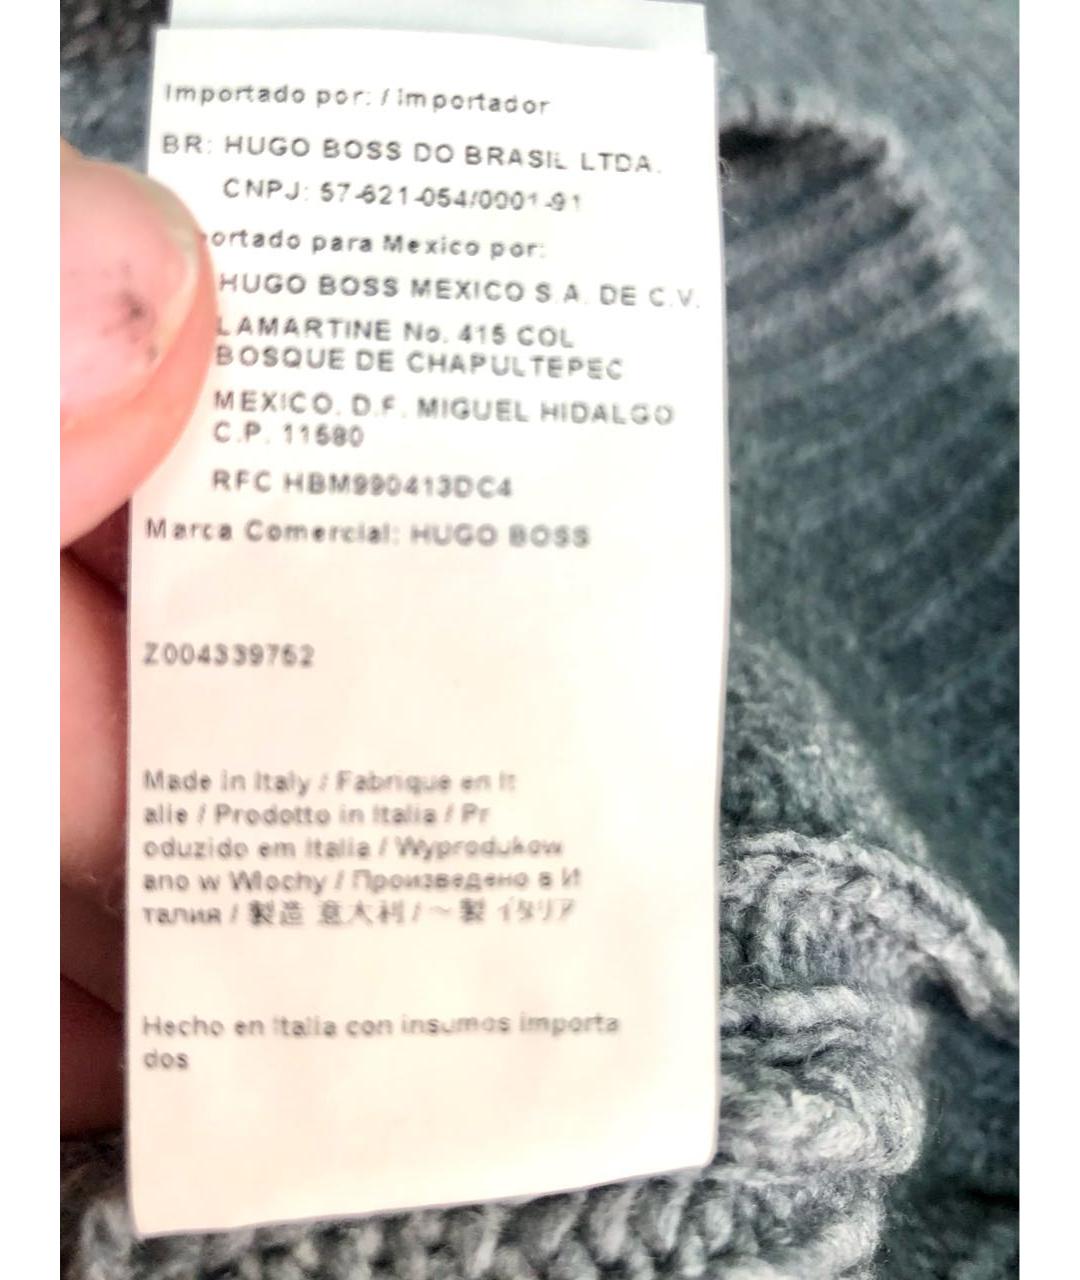 Importado por: / Importador
BR: HUGO BOSS DO BRASIL LTDA.
CNPJ: 57-621-054/0001-91
ortado para Mexico por:
HUGO BOSS MEXICO S.A. DE C.V.
LAMARTINE No. 415 COL
BOSQUE DE CHAPULTEPEC
MEXICO, D.F. MIGUEL HIDALGO
C.P. 11580
RFC HBM990413DC4
Marca Comercial: HUGO BOSS
Z004339762
Made in Italy / Fabrique en It
alie / Prodotto in Italia / Pr
oduzido em Italia / Wyprodukow
ano w Wlochy / Произведено в И
талия / 製造 意大利 / ～製 イタリア
Hecho en Italia con insumos importa
dos